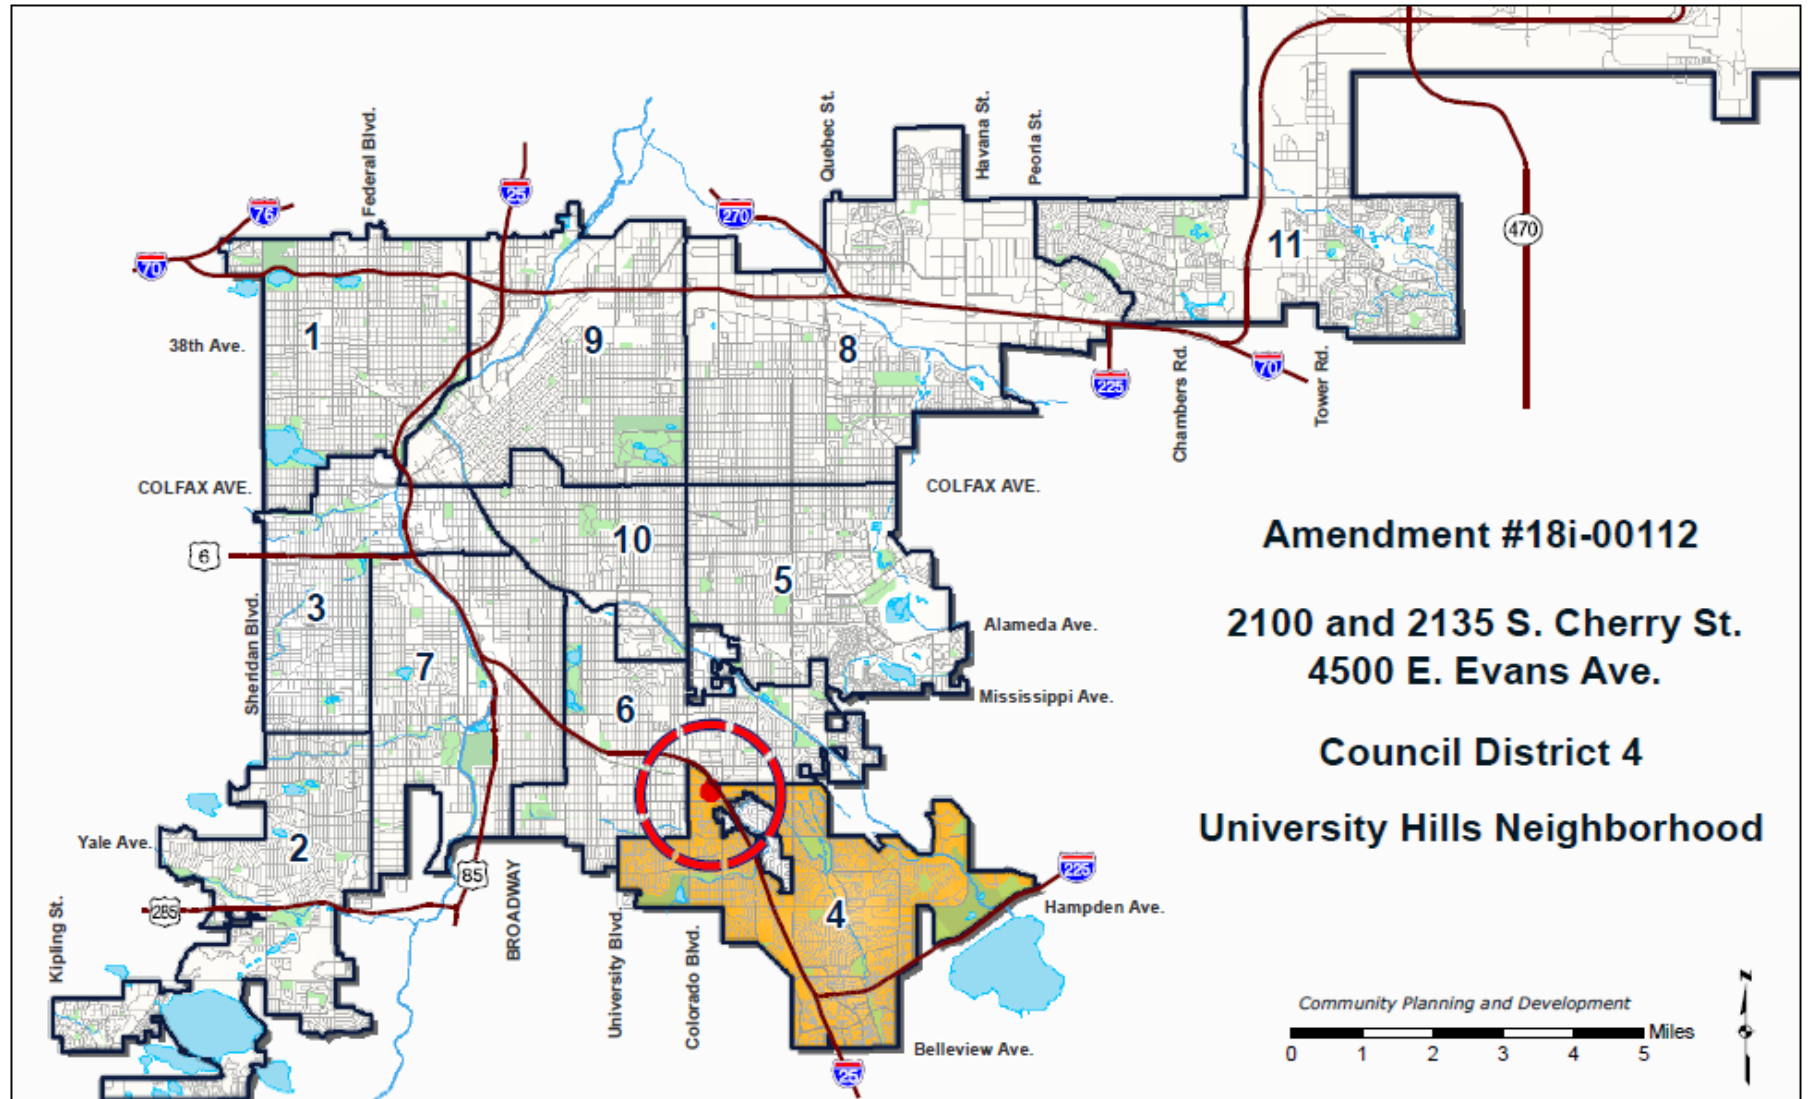 Federal Blvd.
Quebec St.
Havana St.
Peoria St.
76
25
270
70
470
11
1
9
8
38th Ave.
225
70
Chambers Rd.
Tower Rd.
COLFAX AVE.
COLFAX AVE.
Amendment #18i-00112
10
6
5
3
Sheridan Blvd.
Alameda Ave.
2100 and 2135 S. Cherry St.
4500 E. Evans Ave.
7
6
Mississippi Ave.
Council District 4
University Hills Neighborhood
Yale Ave.
2
85
225
285
Hampden Ave.
4
Kipling St.
BROADWAY
University Blvd.
Colorado Blvd.
Belleview Ave.
25
Community Planning and Development
Miles
0 1 2 3 4 5
N